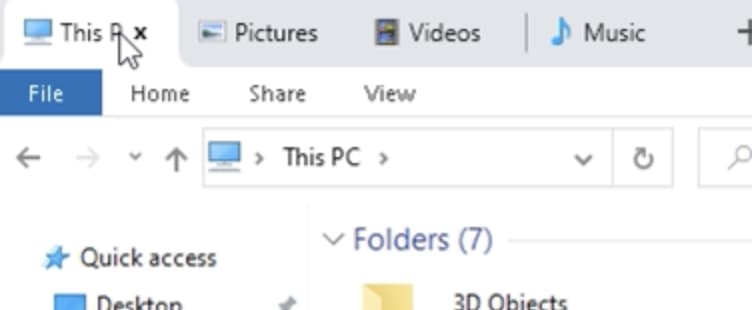 This P x Pictures Videos Music +
File Home Share View
This PC
Quick access
Folders (7)
Desktop
3D Objects